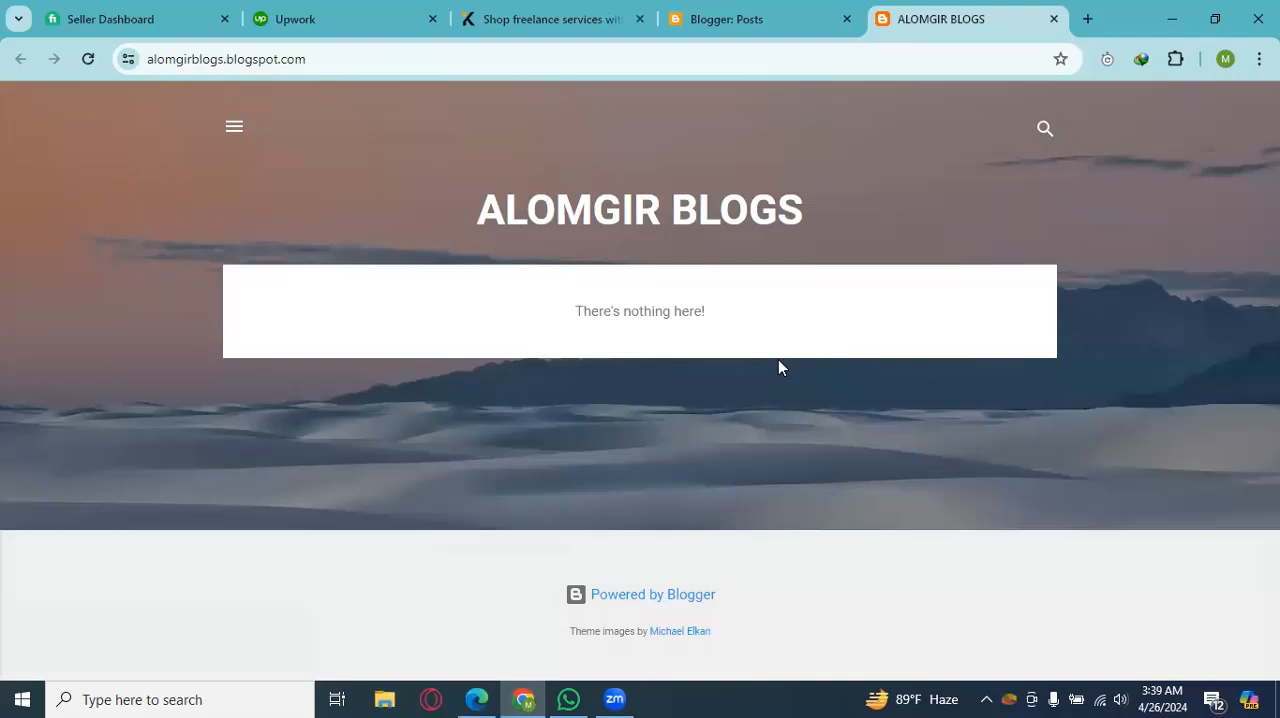 Seller Dashboard
Upwork
Shop freelance services wit
Blogger: Posts
ALOMGIR BLOGS
alomgirblogs.blogspot.com
M
ALOMGIR BLOGS
There's nothing here!
Powered by Blogger
Theme images by Michael Elkan
Type here to search
89°F Haze
3:39 AM
4/26/2024
12